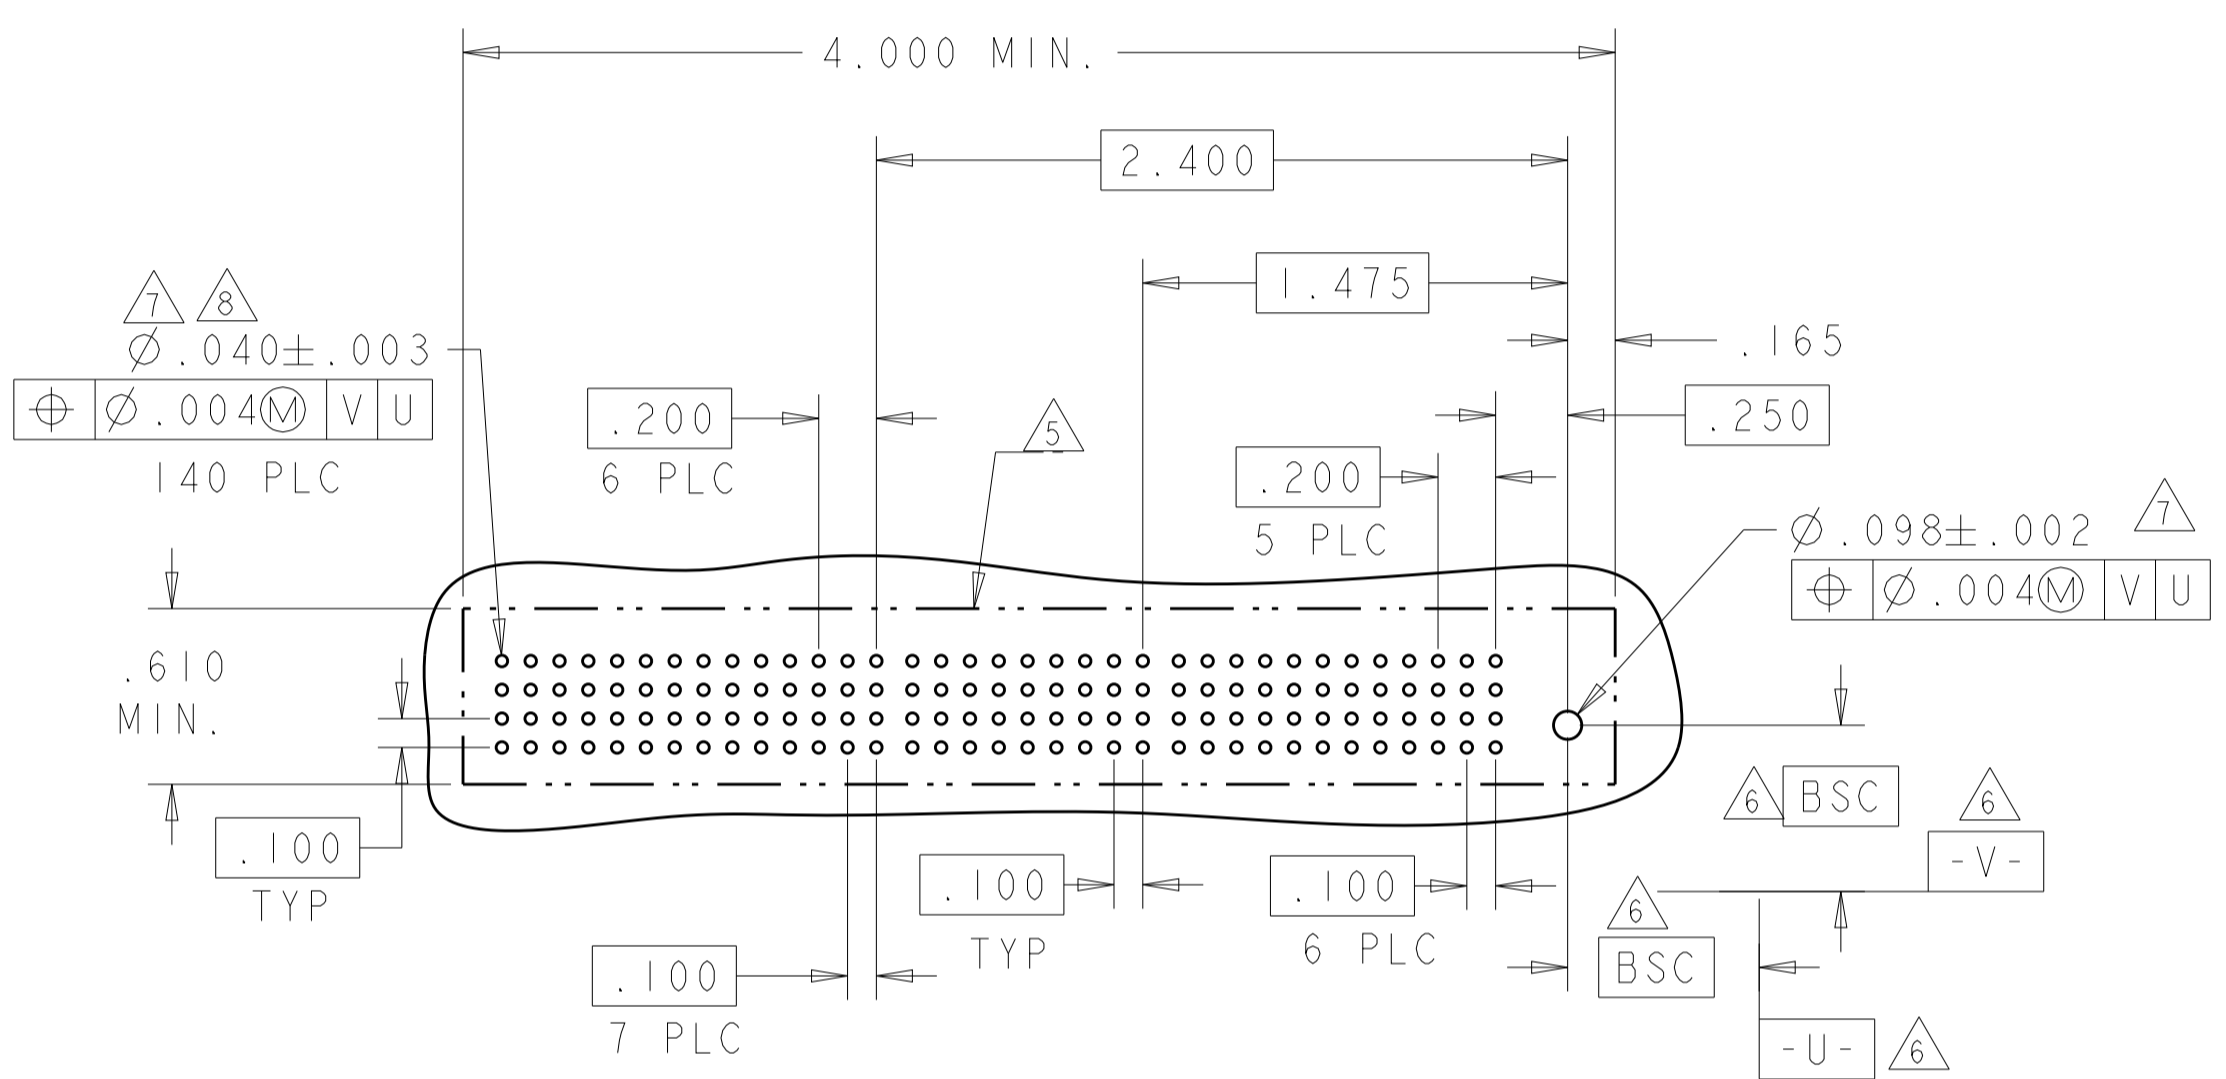 4.000 MIN.
2.400
1.475
.165
.250
7 8
Ø.040±.003
⌖ Ø.004Ⓜ V U
140 PLC
.200
6 PLC
5
.200
5 PLC
Ø.098±.002 7
⌖ Ø.004Ⓜ V U
.610
MIN.
.100
TYP
.100
7 PLC
.100
TYP
.100
6 PLC
6 BSC
6
-V-
6
BSC
-U- 6